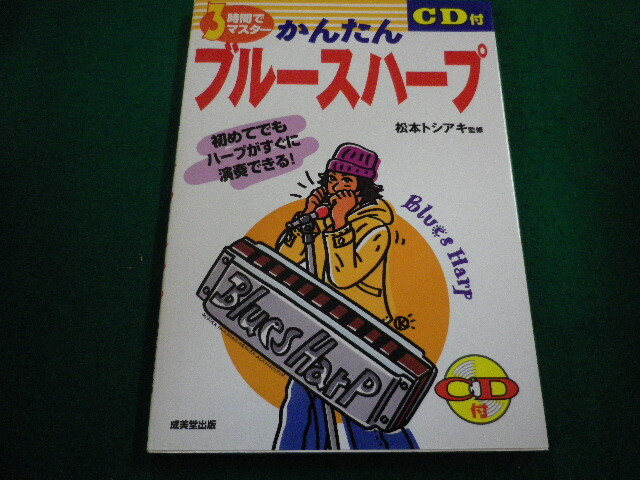 3時間で
マスター
かんたん
CD付
ブルースハープ
松本トシアキ監修
初めてでも
ハープがすぐに
演奏できる!
Blues Harp
Blues Harp
CD
付
成美堂出版